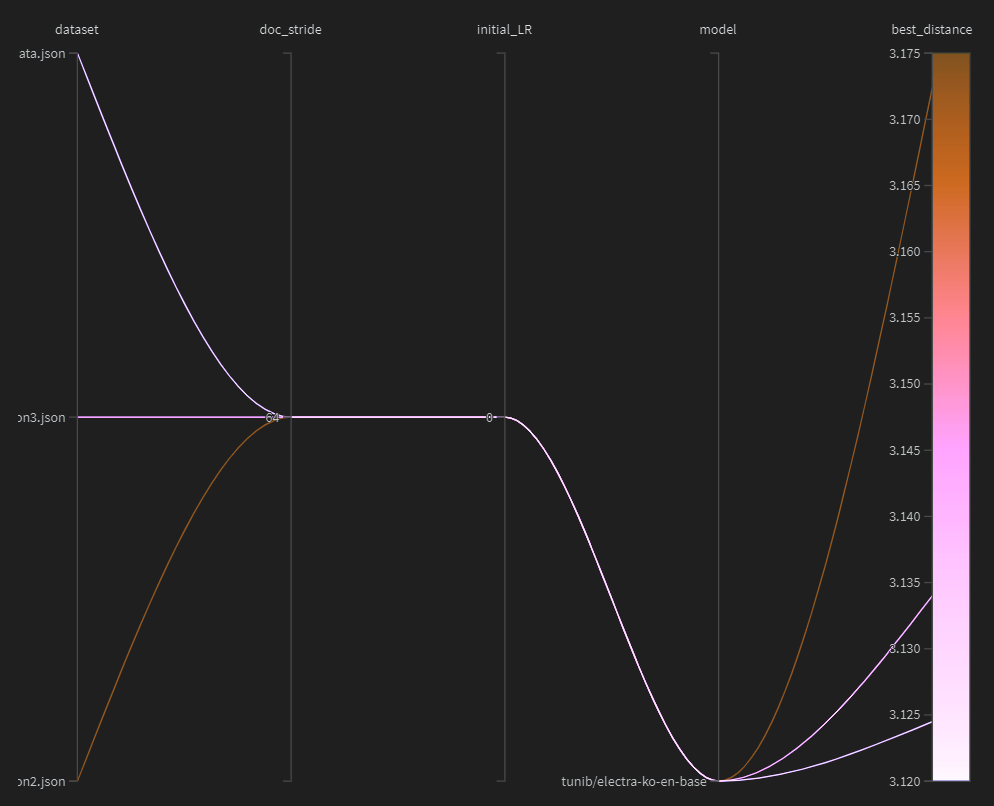 dataset doc_stride initial_LR model best_distance
ata.json
on3.json
on2.json
64
0
tunib/electra-ko-en-base
3.175
3.170
3.165
3.160
3.155
3.150
3.145
3.140
3.135
3.130
3.125
3.120